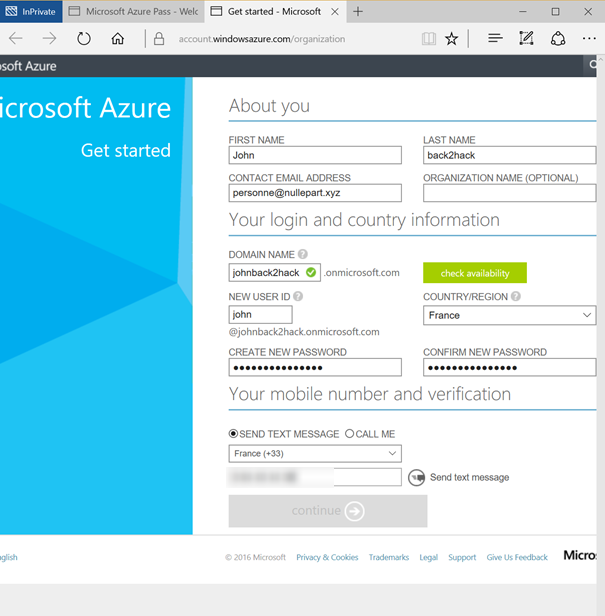 InPrivate Microsoft Azure Pass - Welc Get started - Microsoft
account.windowsazure.com/organization
osoft Azure
icrosoft Azure
Get started
About you
FIRST NAME LAST NAME
John back2hack
CONTACT EMAIL ADDRESS ORGANIZATION NAME (OPTIONAL)
personne@nullepart.xyz
Your login and country information
DOMAIN NAME ?
johnback2hack .onmicrosoft.com check availability
NEW USER ID ? COUNTRY/REGION ?
john France
@johnback2hack.onmicrosoft.com
CREATE NEW PASSWORD CONFIRM NEW PASSWORD
●●●●●●●●●●●●●●● ●●●●●●●●●●●●●●●
Your mobile number and verification
SEND TEXT MESSAGE CALL ME
France (+33)
Send text message
continue
nglish © 2016 Microsoft Privacy & Cookies Trademarks Legal Support Give Us Feedback Micro